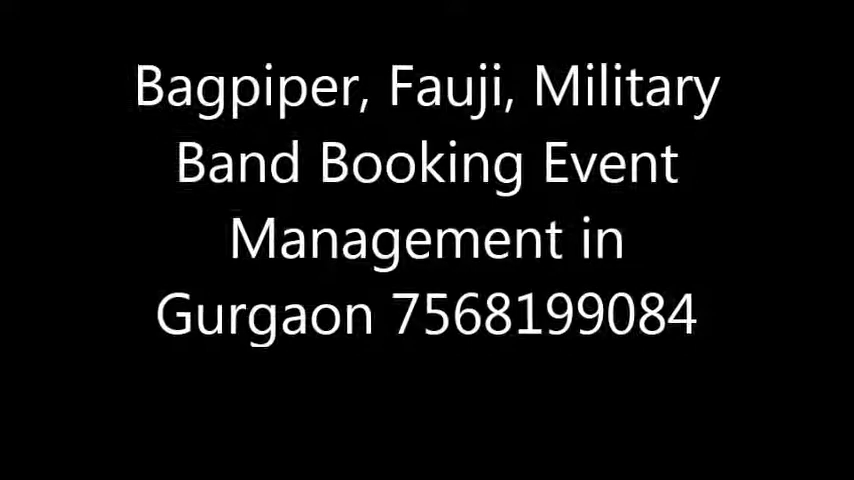 Bagpiper, Fauji, Military
Band Booking Event
Management in
Gurgaon 7568199084